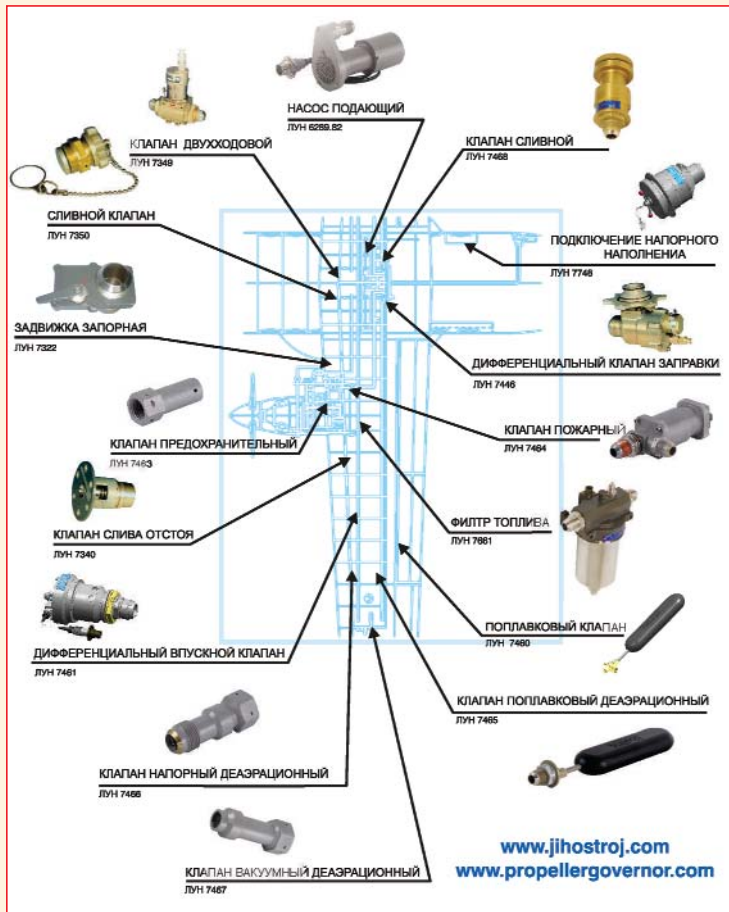 НАСОС ПОДАЮЩИЙ
ЛУН 6289.82
КЛАПАН ДВУХХОДОВОЙ
ЛУН 7349
КЛАПАН СЛИВНОЙ
ЛУН 7468
СЛИВНОЙ КЛАПАН
ЛУН 7350
ПОДКЛЮЧЕНИЕ НАПОРНОГО
НАПОЛНЕНИА
ЛУН 7748
ЗАДВИЖКА ЗАПОРНАЯ
ЛУН 7322
ДИФФЕРЕНЦИАЛЬНЫЙ КЛАПАН ЗАПРАВКИ
ЛУН 7446
КЛАПАН ПРЕДОХРАНИТЕЛЬНЫЙ
ЛУН 7463
КЛАПАН ПОЖАРНЫЙ
ЛУН 7464
КЛАПАН СЛИВА ОТСТОЯ
ЛУН 7340
ФИЛТР ТОПЛИВА
ЛУН 7661
ПОПЛАВКОВЫЙ КЛАПАН
ЛУН 7460
ДИФФЕРЕНЦИАЛЬНЫЙ ВПУСКНОЙ КЛАПАН
ЛУН 7461
КЛАПАН ПОПЛАВКОВЫЙ ДЕАЭРАЦИОННЫЙ
ЛУН 7465
КЛАПАН НАПОРНЫЙ ДЕАЭРАЦИОННЫЙ
ЛУН 7466
КЛАПАН ВАКУУМНЫЙ ДЕАЭРАЦИОННЫЙ
ЛУН 7467
www.jihostroj.com
www.propellergovernor.com